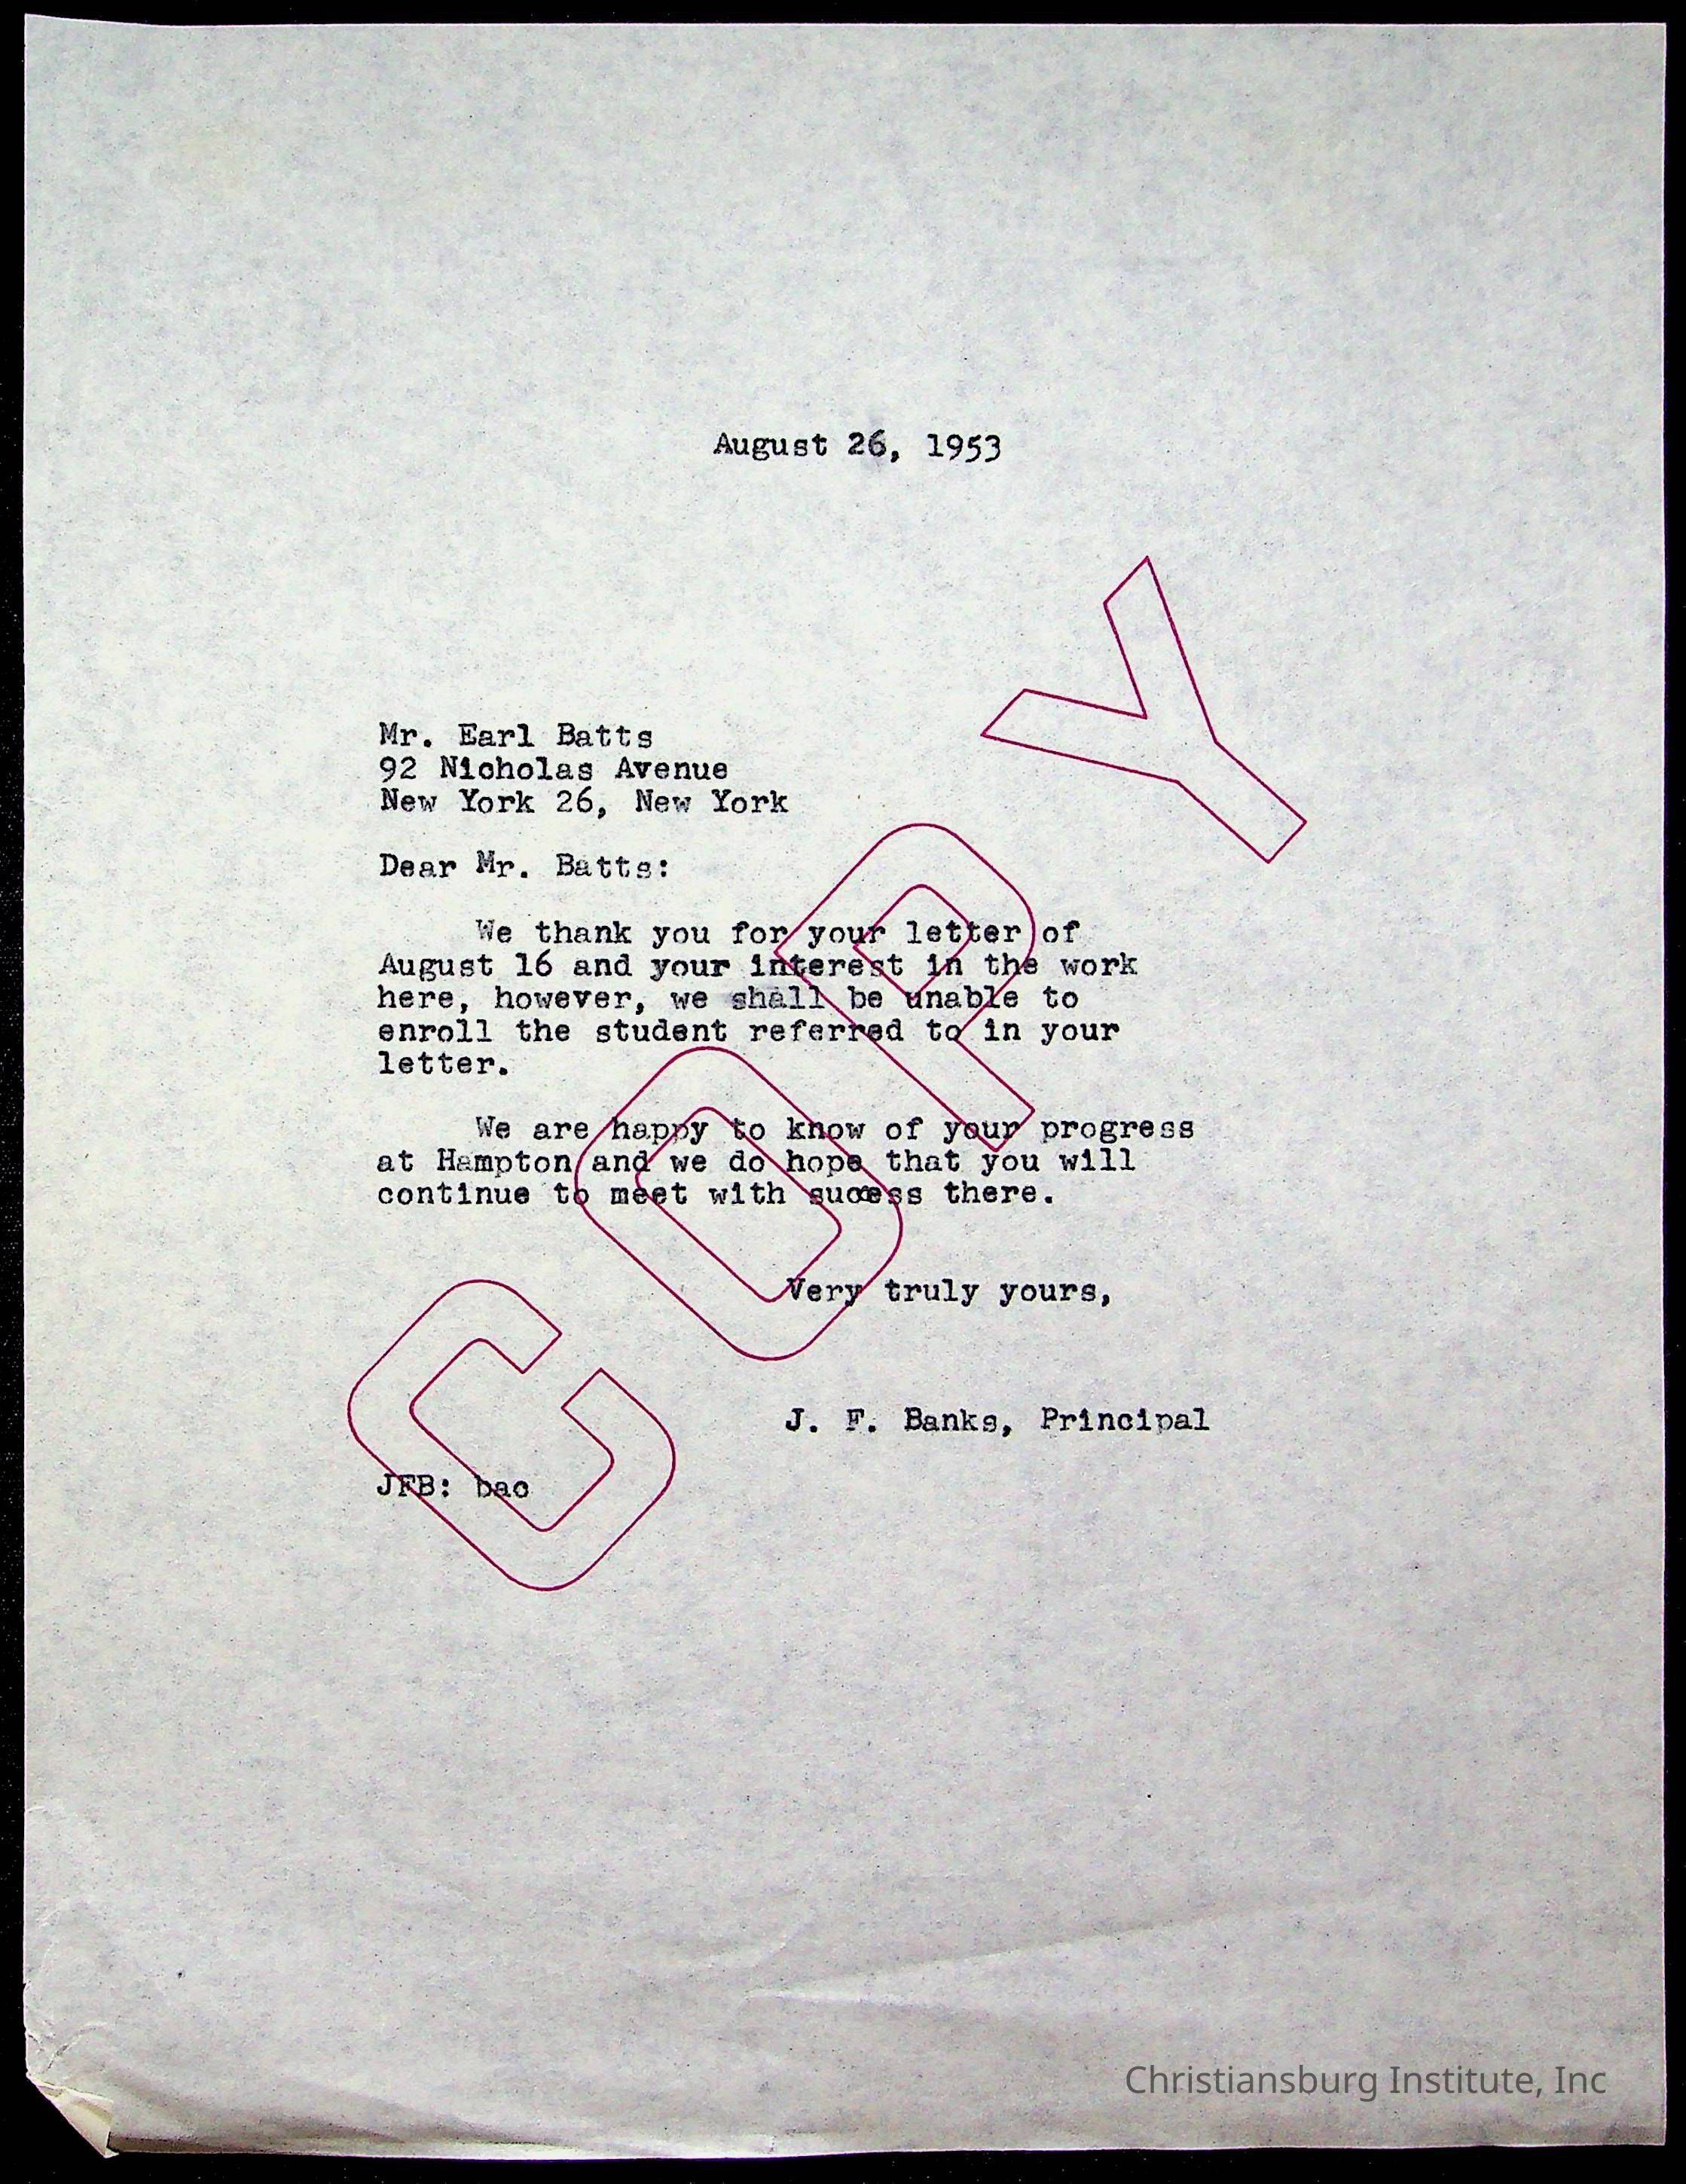 August 26, 1953
Mr. Earl Batts
92 Nicholas Avenue
New York 26, New York
Dear Mr. Batts:
We thank you for your letter of
August 16 and your interest in the work
here, however, we shall be unable to
enroll the student referred to in your
letter.
We are happy to know of your progress
at Hampton and we do hope that you will
continue to meet with success there.
Very truly yours,
J. F. Banks, Principal
JFB: bac
COPY
Christiansburg Institute, Inc